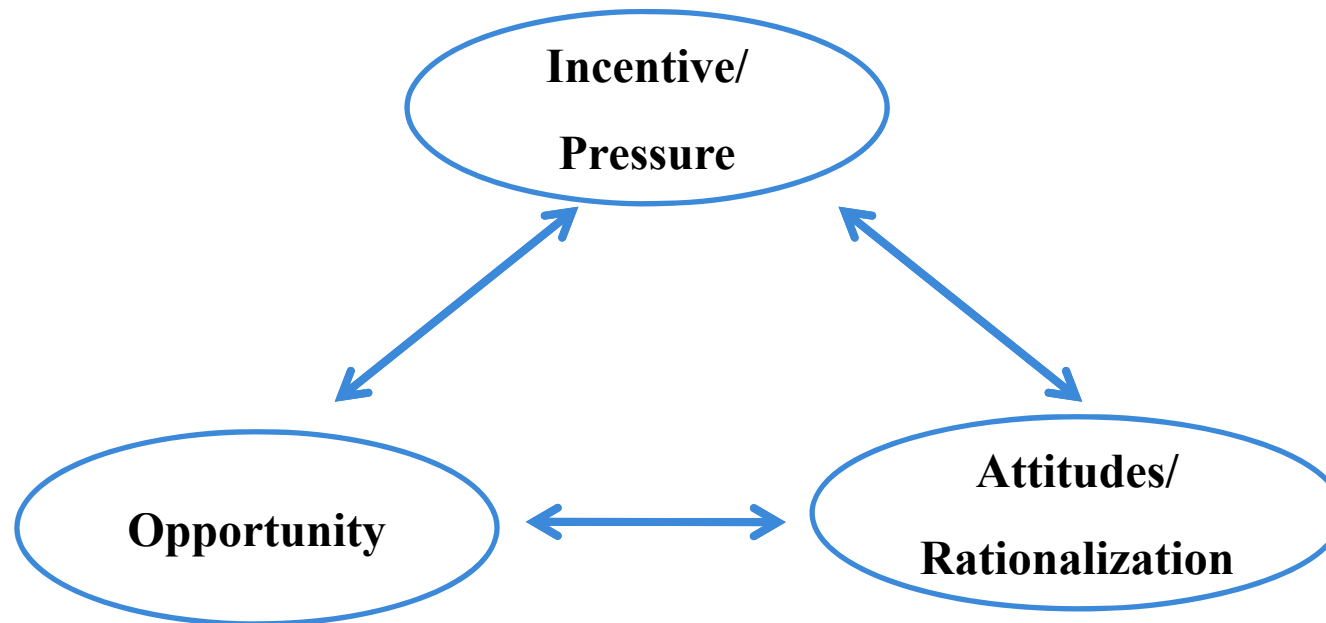 Incentive/
Pressure
Opportunity
Attitudes/
Rationalization